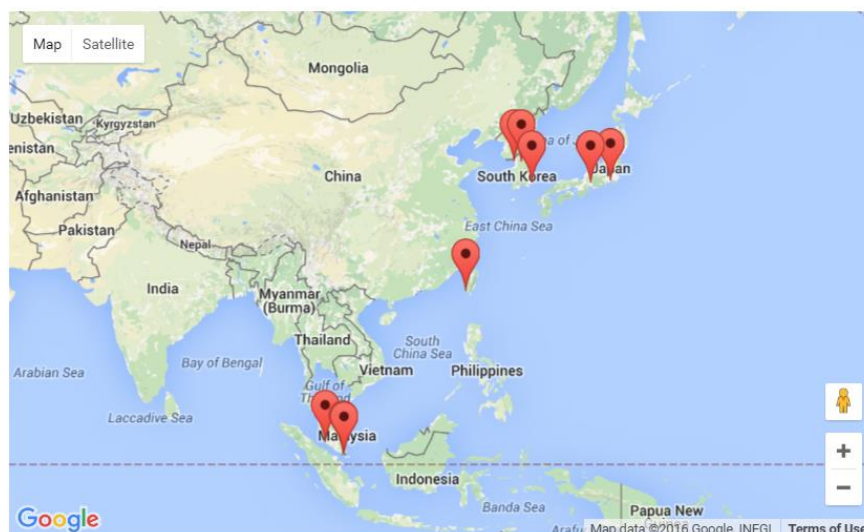 Map Satellite
Mongolia
Uzbekistan
Kyrgyzstan
enistan
Japan
China
South Korea
Afghanistan
East China Sea
Pakistan
Nepal
India
Myanmar
(Burma)
Thailand
South
China Sea
Arabian Sea
Bay of Bengal
Vietnam
Philippines
Gulf of
Laccadive Sea
Indonesia
Banda Sea
Papua New
Google
Map data ©2016 Google, INEGI
Terms of Use